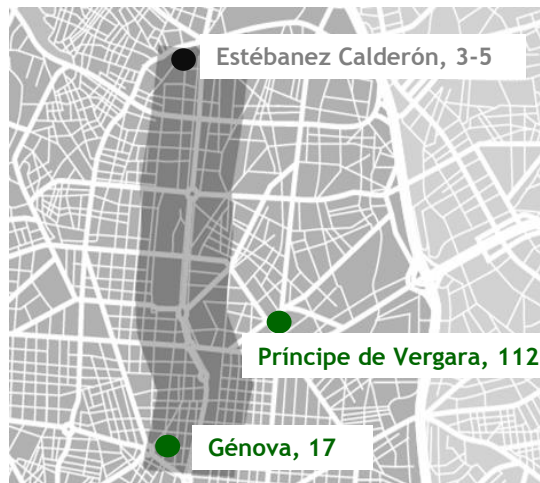 Estébanez Calderón, 3-5
Príncipe de Vergara, 112
Génova, 17